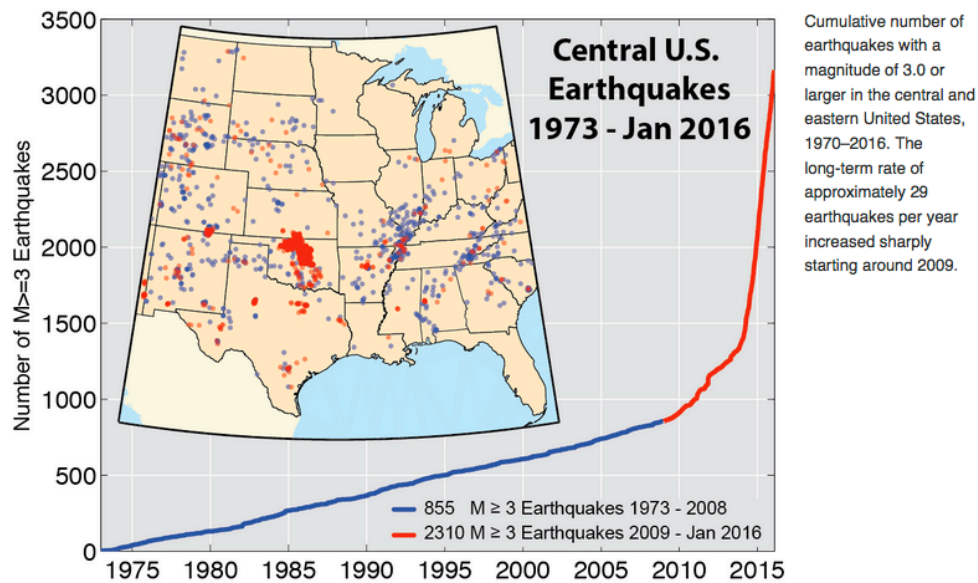 3500
3000
2500
2000
1500
1000
500
0
Number of M>=3 Earthquakes
Central U.S.
Earthquakes
1973 - Jan 2016
855 M ≥ 3 Earthquakes 1973 - 2008
2310 M ≥ 3 Earthquakes 2009 - Jan 2016
1975 1980 1985 1990 1995 2000 2005 2010 2015
Cumulative number of
earthquakes with a
magnitude of 3.0 or
larger in the central and
eastern United States,
1970–2016. The
long-term rate of
approximately 29
earthquakes per year
increased sharply
starting around 2009.